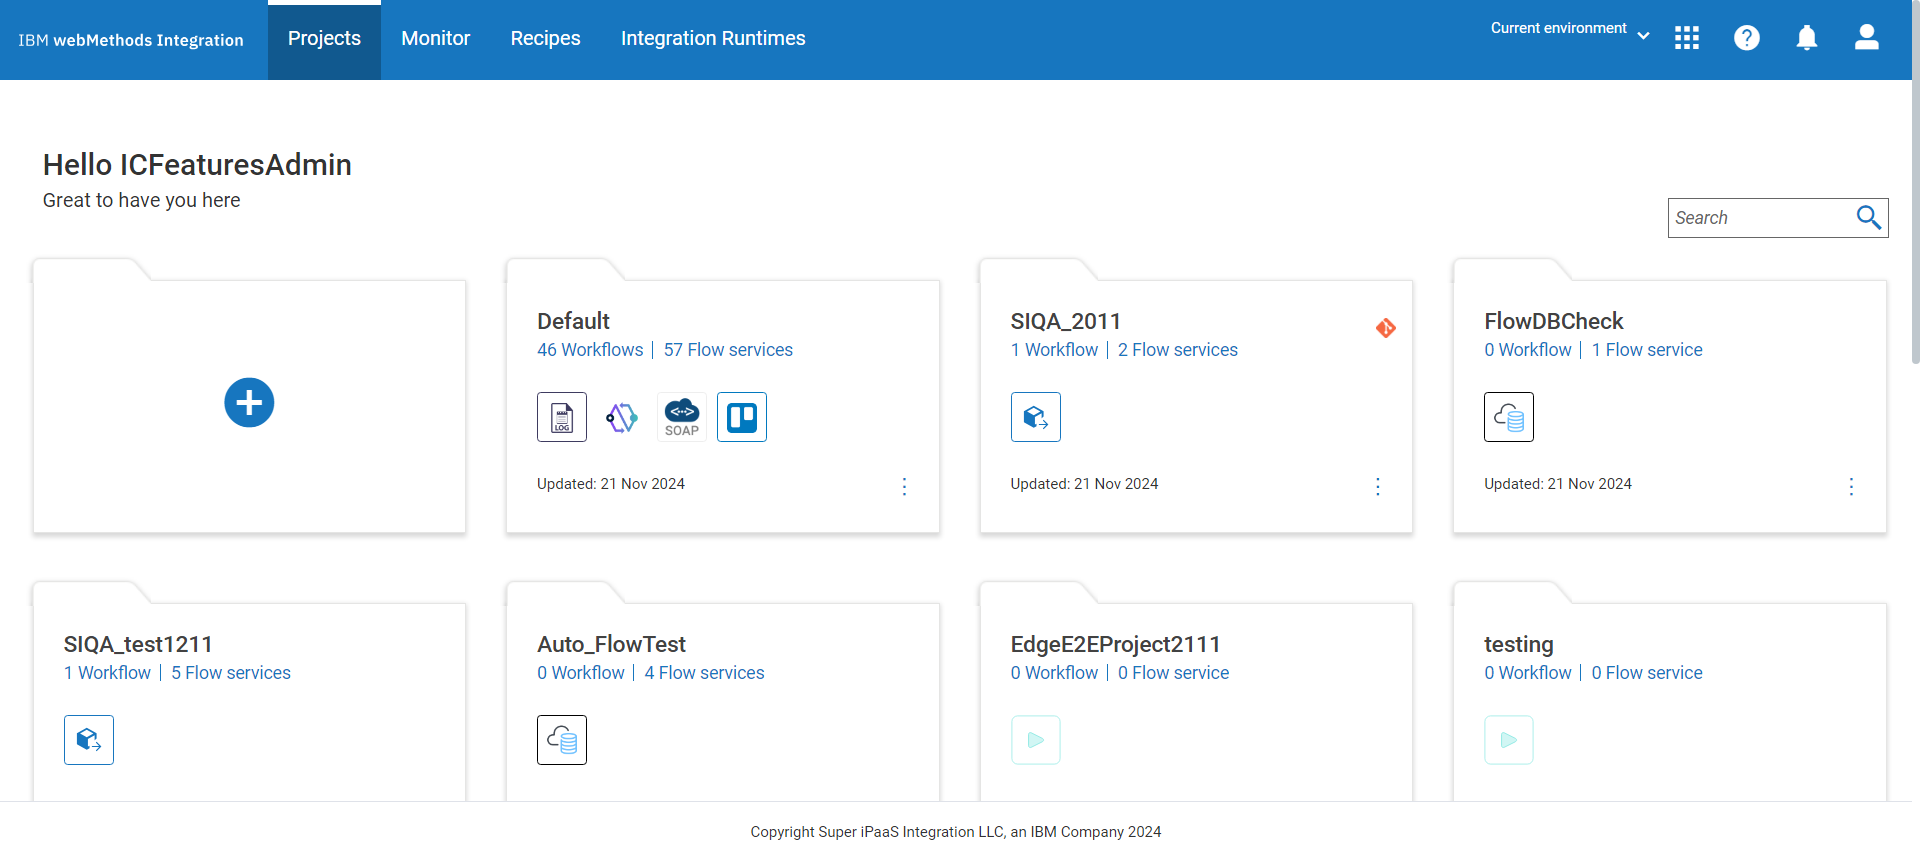 IBM webMethods Integration
Projects
Monitor
Recipes
Integration Runtimes
Current environment
?
Hello ICFeaturesAdmin
Great to have you here
Search
Default
46 Workflows | 57 Flow services
LOG
SOAP
Updated: 21 Nov 2024
SIQA_2011
1 Workflow | 2 Flow services
Updated: 21 Nov 2024
FlowDBCheck
0 Workflow | 1 Flow service
Updated: 21 Nov 2024
SIQA_test1211
1 Workflow | 5 Flow services
Auto_FlowTest
0 Workflow | 4 Flow services
EdgeE2EProject2111
0 Workflow | 0 Flow service
testing
0 Workflow | 0 Flow service
Copyright Super iPaaS Integration LLC, an IBM Company 2024